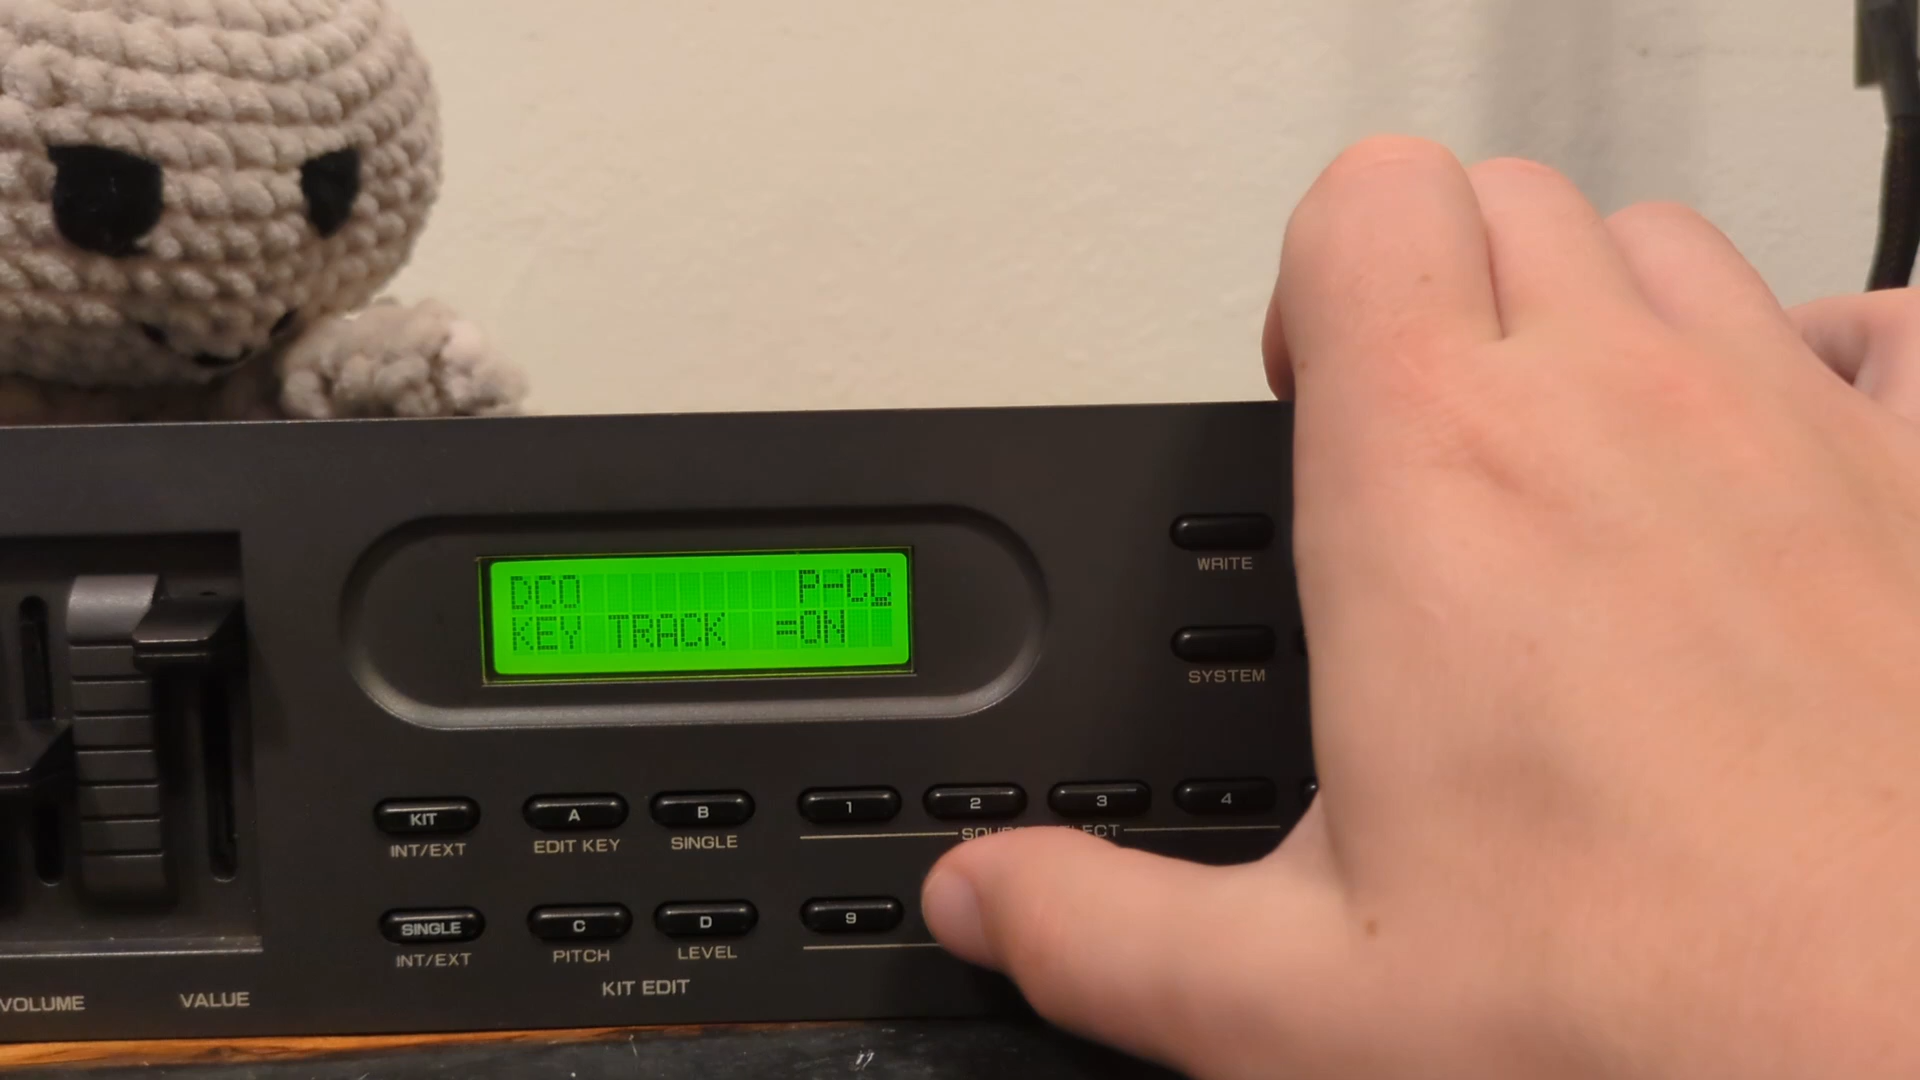 DCO P-CO
KEY TRACK =ON
WRITE
SYSTEM
KIT A B 1 2 3 4
INT/EXT EDIT KEY SINGLE
SINGLE C D 9
INT/EXT PITCH LEVEL
KIT EDIT
VOLUME VALUE